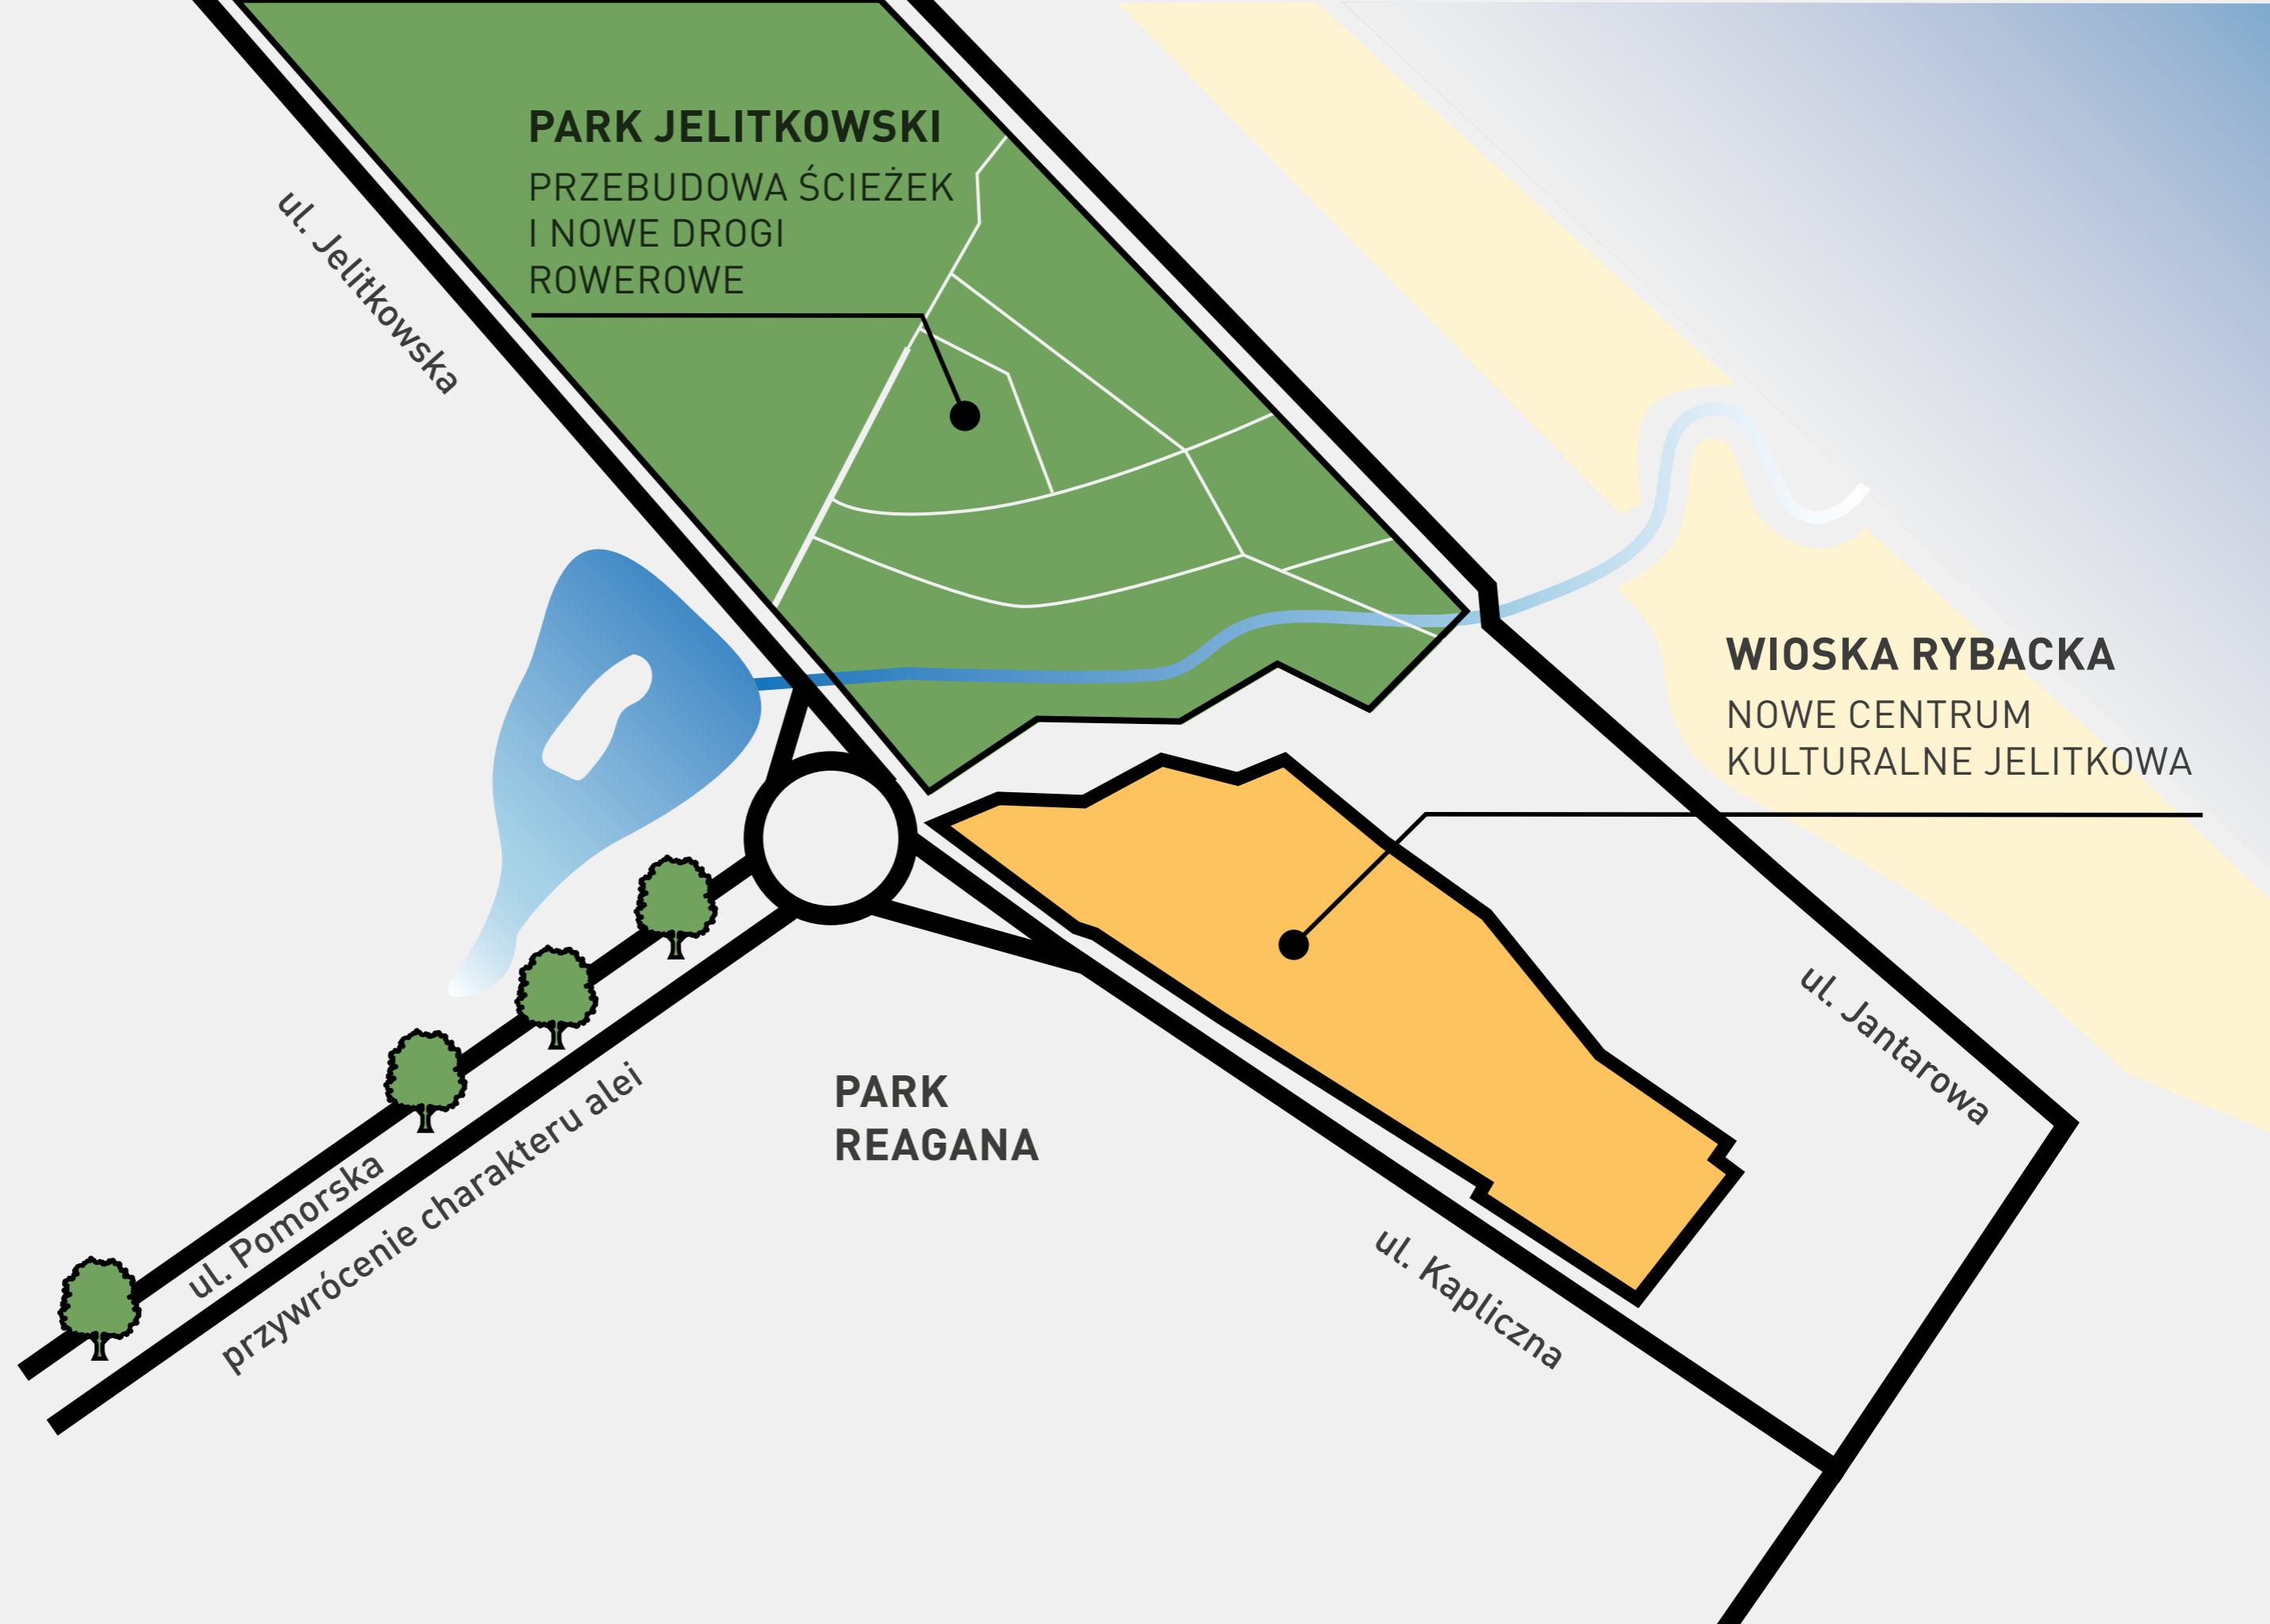 PARK JELITKOWSKI
PRZEBUDOWA ŚCIEŻEK
I NOWE DROGI
ROWEROWE
ul. Jelitkowska
WIOSKA RYBACKA
NOWE CENTRUM
KULTURALNE JELITKOWA
ul. Jantarowa
PARK
REAGANA
ul. Pomorska
przywrócenie charakteru alei
ul. Kapliczna